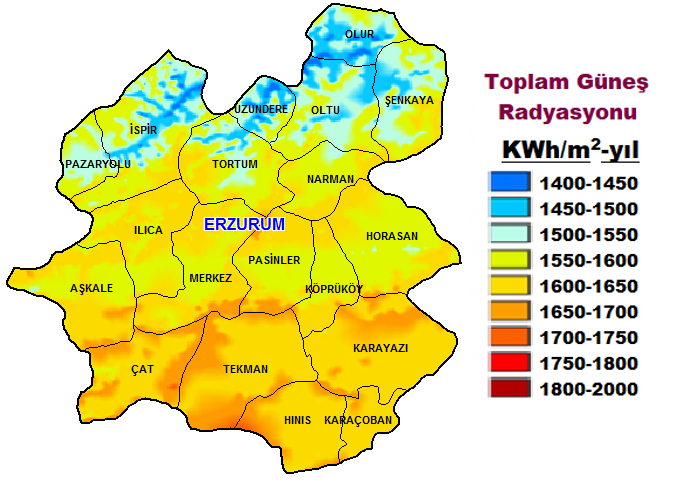 OLUR
ŞENKAYA
UZUNDERE
OLTU
İSPİR
PAZARYOLU
TORTUM
NARMAN
ILICA
ERZURUM
HORASAN
PASİNLER
MERKEZ
AŞKALE
KÖPRÜKÖY
KARAYAZI
ÇAT
TEKMAN
HINIS
KARAÇOBAN
Toplam Güneş
Radyasyonu
KWh/m²-yıl
1400-1450
1450-1500
1500-1550
1550-1600
1600-1650
1650-1700
1700-1750
1750-1800
1800-2000